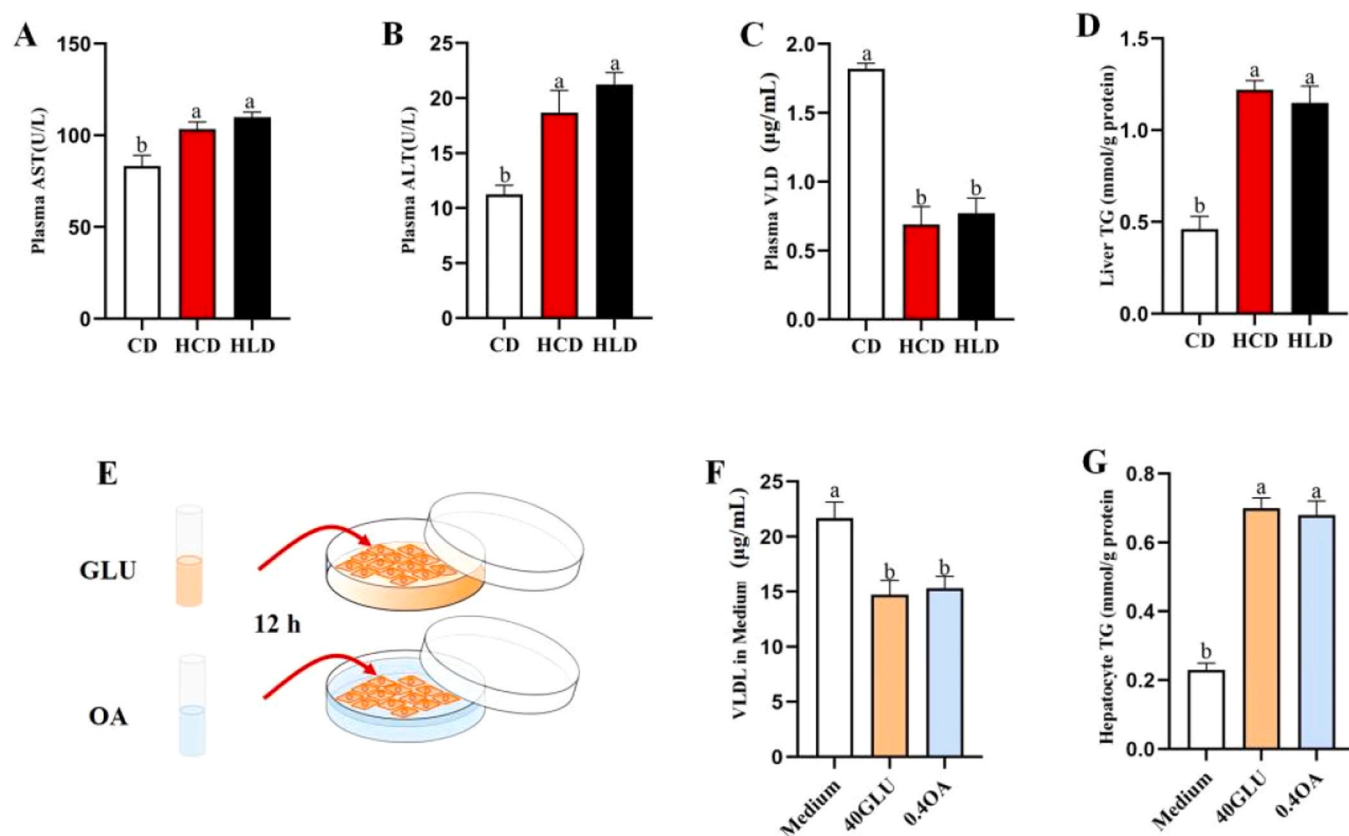 A
Plasma AST(U/L)
150
100
50
0
b
a
a
CD HCD HLD
B
Plasma ALT(U/L)
25
20
15
10
5
0
b
a
a
CD HCD HLD
C
Plasma VLD (μg/mL)
2.0
1.5
1.0
0.5
0.0
a
b
b
CD HCD HLD
D
Liver TG (mmol/g protein)
1.5
1.0
0.5
0.0
b
a
a
CD HCD HLD
E
GLU
12 h
OA
F
VLDL in Medium (μg/mL)
25
20
15
10
5
0
a
b
b
Medium 40GLU 0.4OA
G
Hepatocyte TG (mmol/g protein)
0.8
0.6
0.4
0.2
0.0
b
a
a
Medium 40GLU 0.4OA